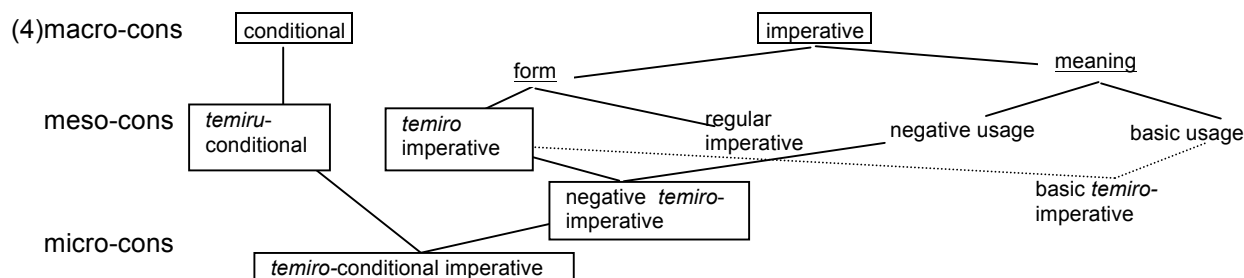 (4)macro-cons conditional imperative
form meaning
meso-cons temiru- temiro regular negative usage basic usage
conditional imperative imperative
negative temiro- basic temiro-
imperative imperative
micro-cons
temiro-conditional imperative